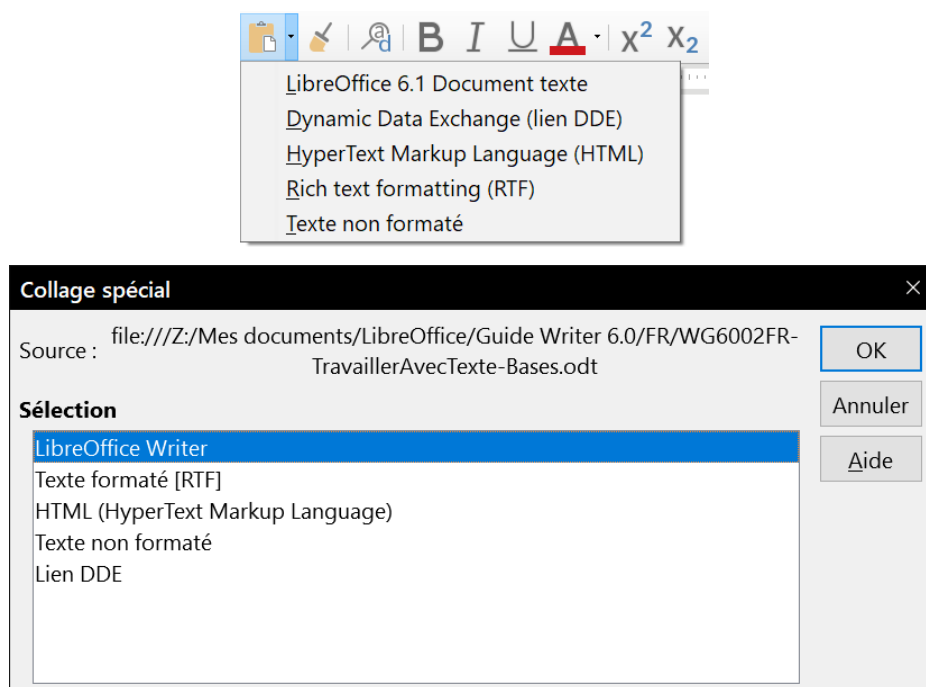 B I U A X2 X2
LibreOffice 6.1 Document texte
Dynamic Data Exchange (lien DDE)
HyperText Markup Language (HTML)
Rich text formatting (RTF)
Texte non formaté
Collage spécial
Source : file:///Z:/Mes documents/LibreOffice/Guide Writer 6.0/FR/WG6002FR-
TravaillerAvecTexte-Bases.odt
OK
Annuler
Aide
Sélection
LibreOffice Writer
Texte formaté [RTF]
HTML (HyperText Markup Language)
Texte non formaté
Lien DDE